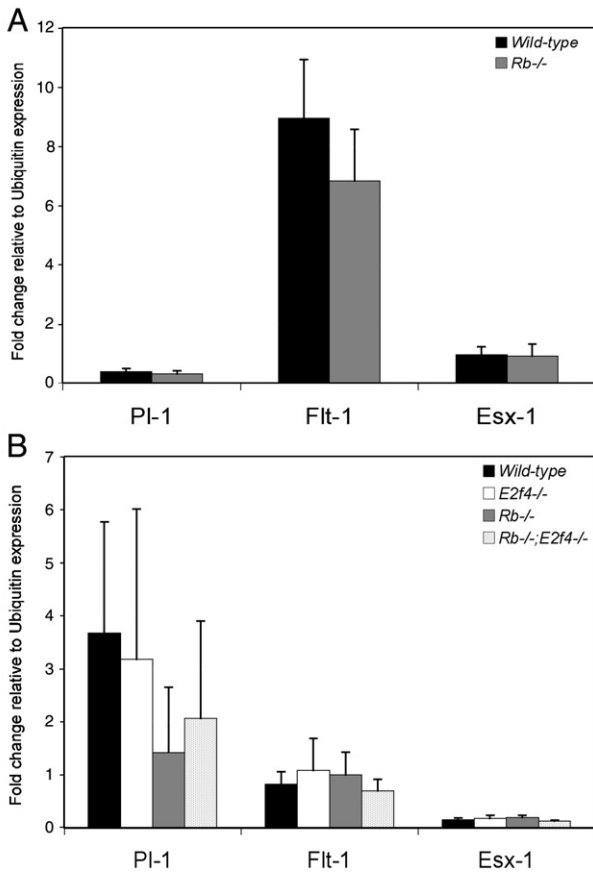 A
Fold change relative to Ubiquitin expression
12
10
8
6
4
2
0
Wild-type
Rb-/-
Pl-1
Flt-1
Esx-1
B
Fold change relative to Ubiquitin expression
7
6
5
4
3
2
1
0
Wild-type
E2f4-/-
Rb-/-
Rb-/-;E2f4-/-
Pl-1
Flt-1
Esx-1